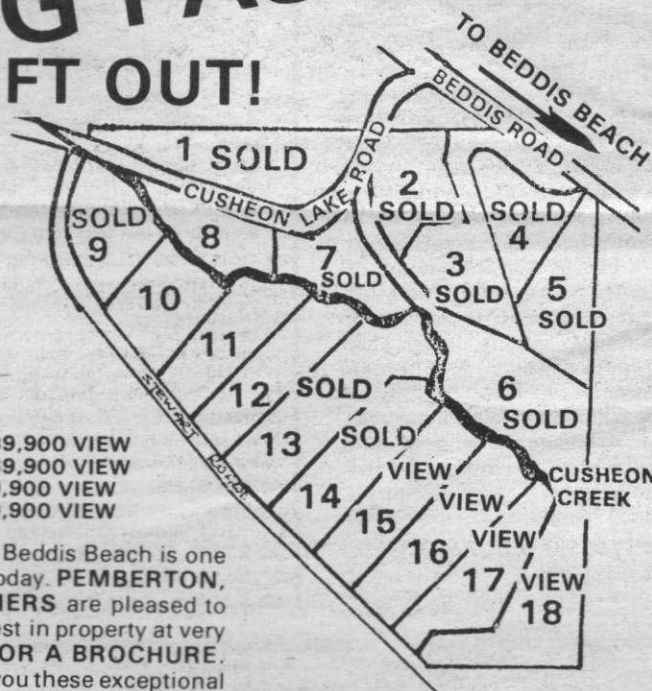 FT OUT!
TO BEDDIS BEACH
BEDDIS ROAD
1 SOLD
CUSHEON LAKE ROAD
2
SOLD
SOLD
4
SOLD
9
8
7
SOLD
3
SOLD
5
SOLD
10
11
12 SOLD
6
SOLD
STEWART ROAD
13 SOLD
14
VIEW
15
VIEW
16
VIEW
17
VIEW
18
CUSHEON
CREEK
9,900 VIEW
9,900 VIEW
,900 VIEW
,900 VIEW
Beddis Beach is one
oday. PEMBERTON,
ERS are pleased to
est in property at very
OR A BROCHURE.
you these exceptional